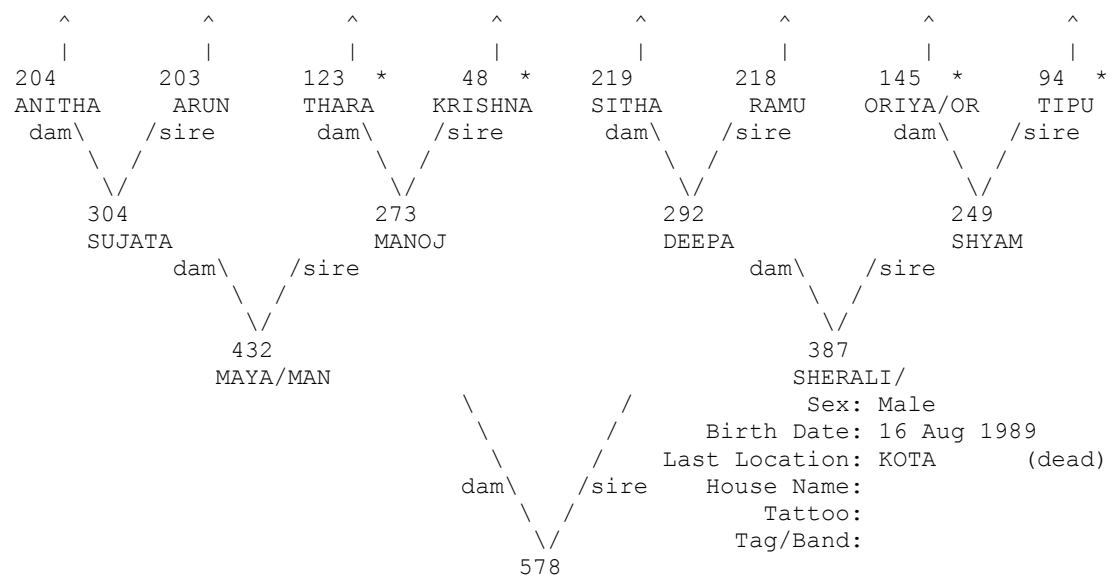 ^ ^ ^ ^ ^ ^ ^ ^
| | | | | | | |
204 203 123 * 48 * 219 218 145 * 94 *
ANITHA ARUN THARA KRISHNA SITHA RAMU ORIYA/OR TIPU
dam\ /sire dam\ /sire dam\ /sire dam\ /sire
\ / \ / \ / \ /
\/ \/ \/ \/
304 273 292 249
SUJATA MANOJ DEEPA SHYAM
dam\ /sire dam\ /sire
\ / \ /
\/ \/
432 387
MAYA/MAN SHERALI/
\ / Sex: Male
\ / Birth Date: 16 Aug 1989
\ / Last Location: KOTA (dead)
dam\ /sire House Name:
\ / Tattoo:
\/ Tag/Band:
578